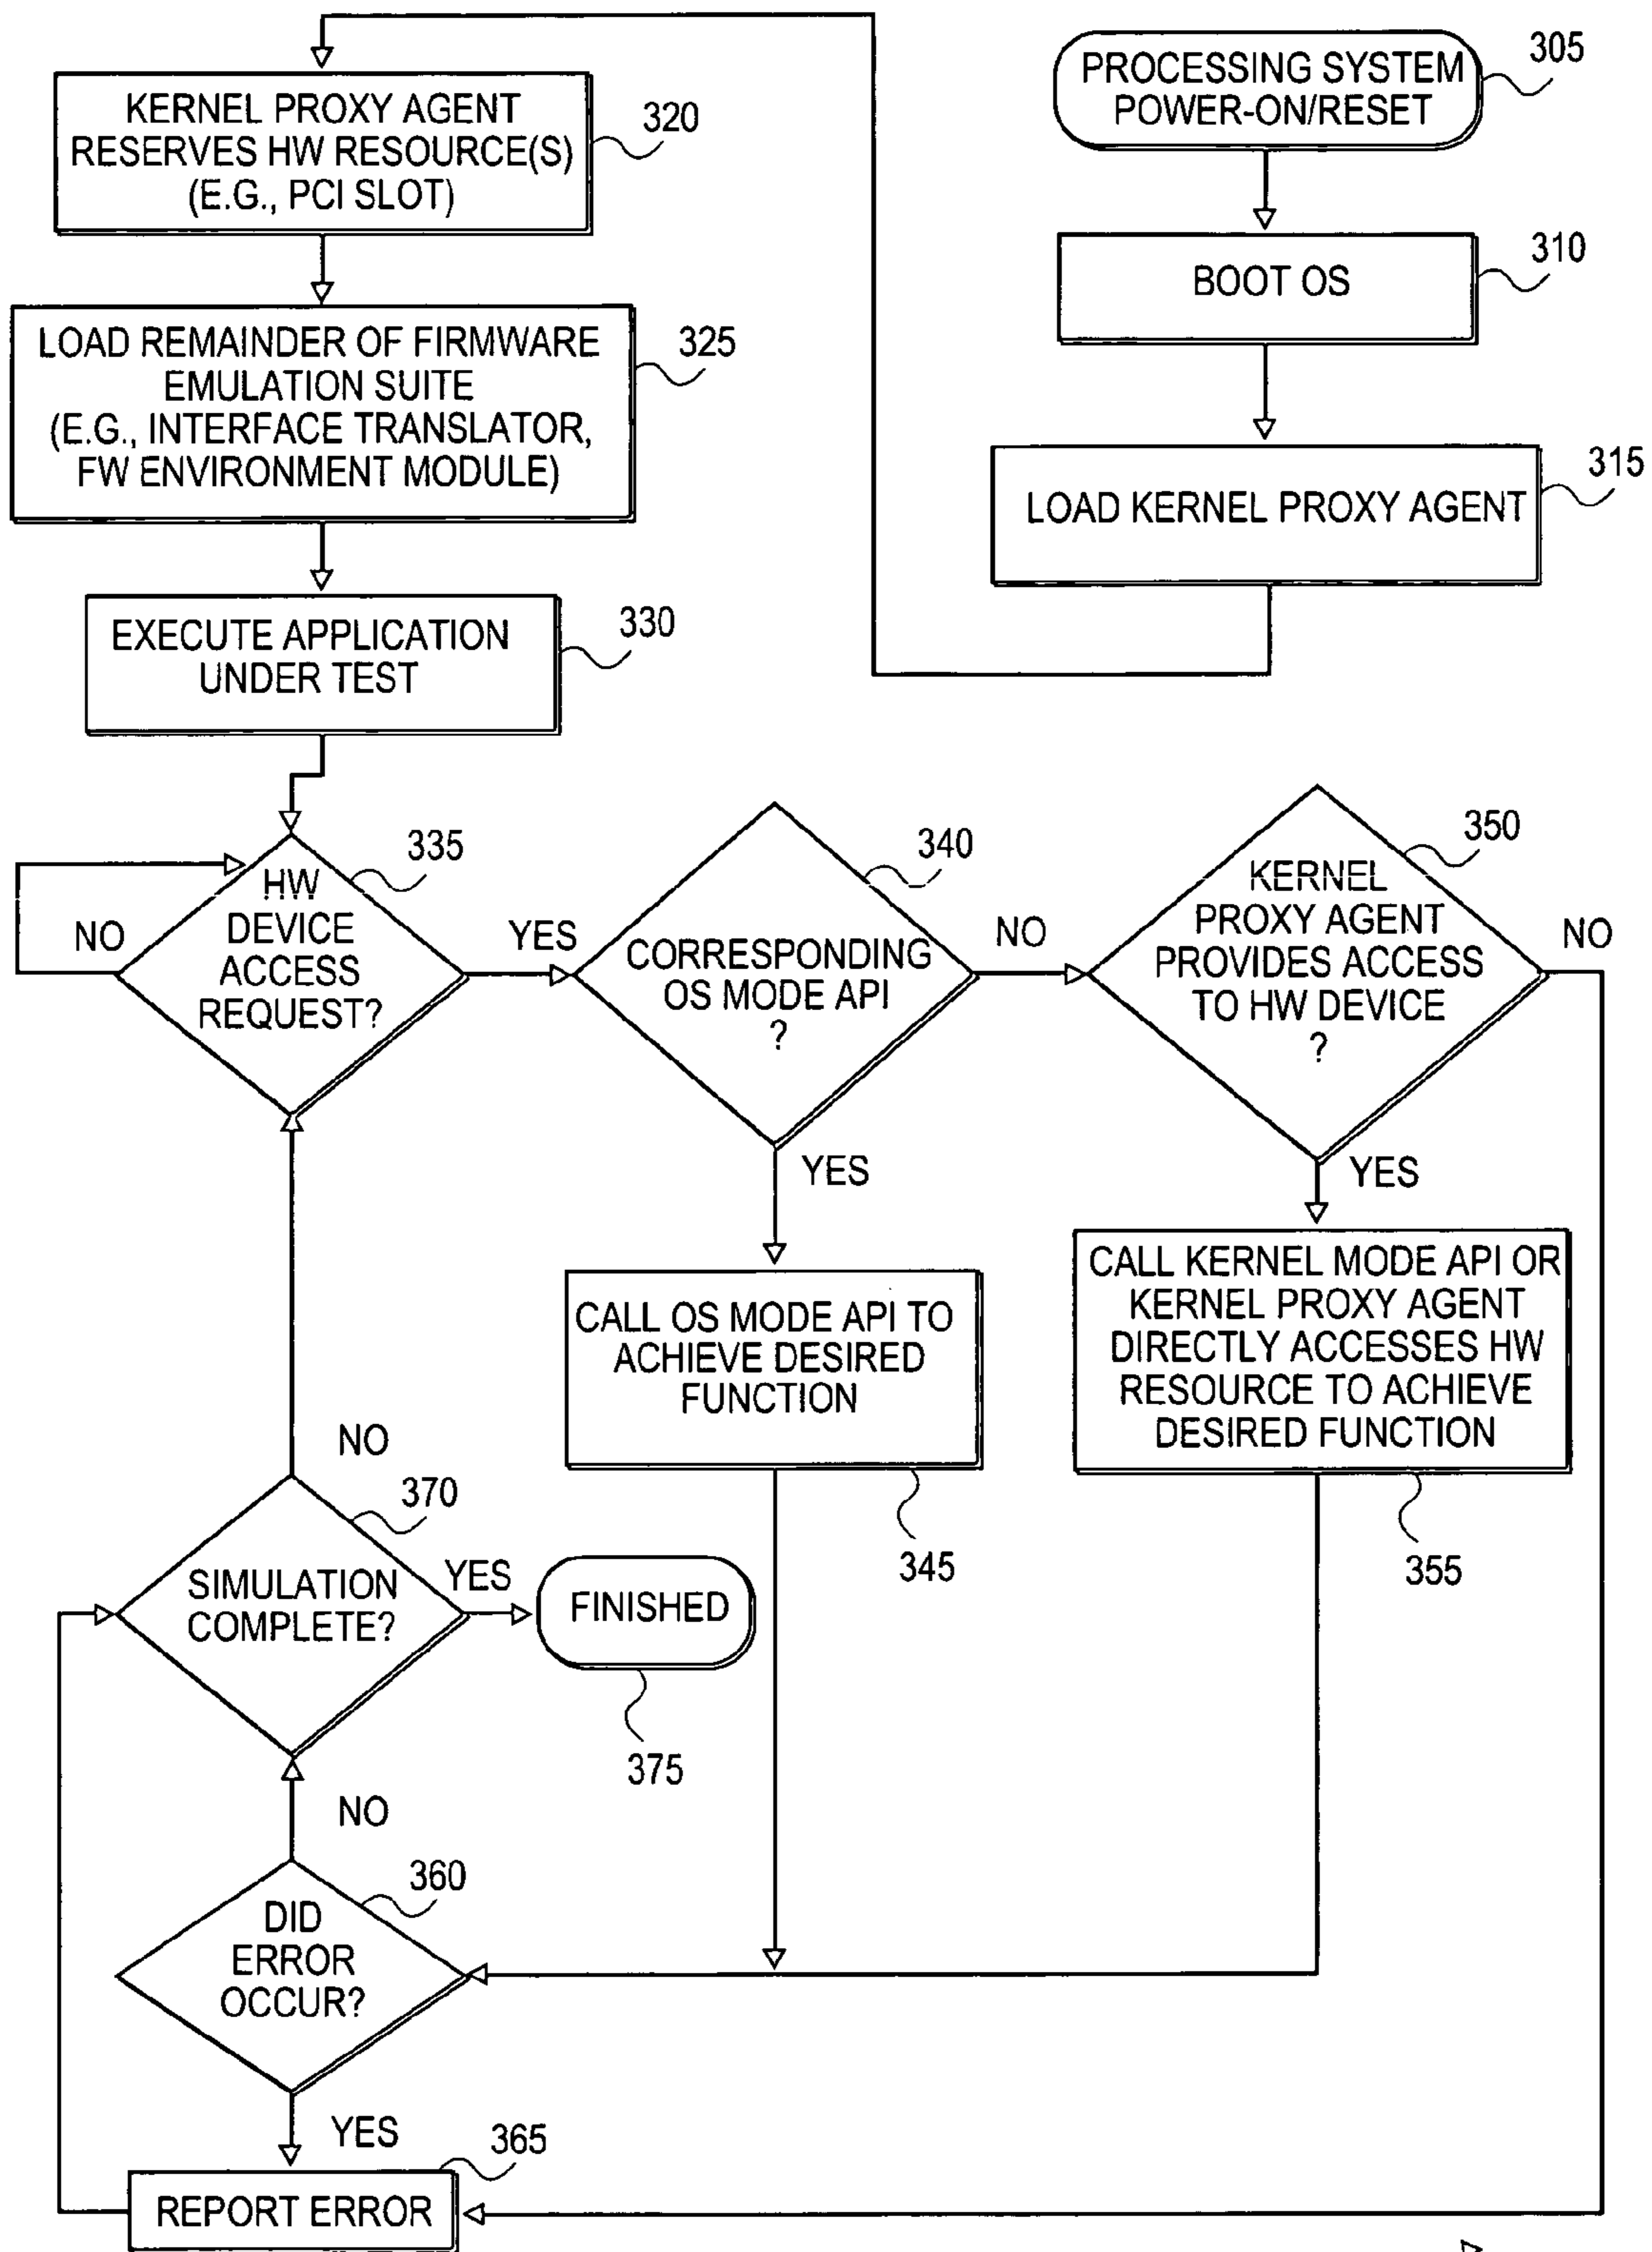 PROCESSING SYSTEM
POWER-ON/RESET
305
BOOT OS
310
LOAD KERNEL PROXY AGENT
315
KERNEL PROXY AGENT
RESERVES HW RESOURCE(S)
(E.G., PCI SLOT)
320
LOAD REMAINDER OF FIRMWARE
EMULATION SUITE
(E.G., INTERFACE TRANSLATOR,
FW ENVIRONMENT MODULE)
325
EXECUTE APPLICATION
UNDER TEST
330
HW
DEVICE
ACCESS
REQUEST?
335
NO
YES
CORRESPONDING
OS MODE API
?
340
NO
YES
KERNEL
PROXY AGENT
PROVIDES ACCESS
TO HW DEVICE
?
350
NO
YES
CALL OS MODE API TO
ACHIEVE DESIRED
FUNCTION
345
CALL KERNEL MODE API OR
KERNEL PROXY AGENT
DIRECTLY ACCESSES HW
RESOURCE TO ACHIEVE
DESIRED FUNCTION
355
NO
SIMULATION
COMPLETE?
370
YES
FINISHED
375
NO
DID
ERROR
OCCUR?
360
YES
REPORT ERROR
365